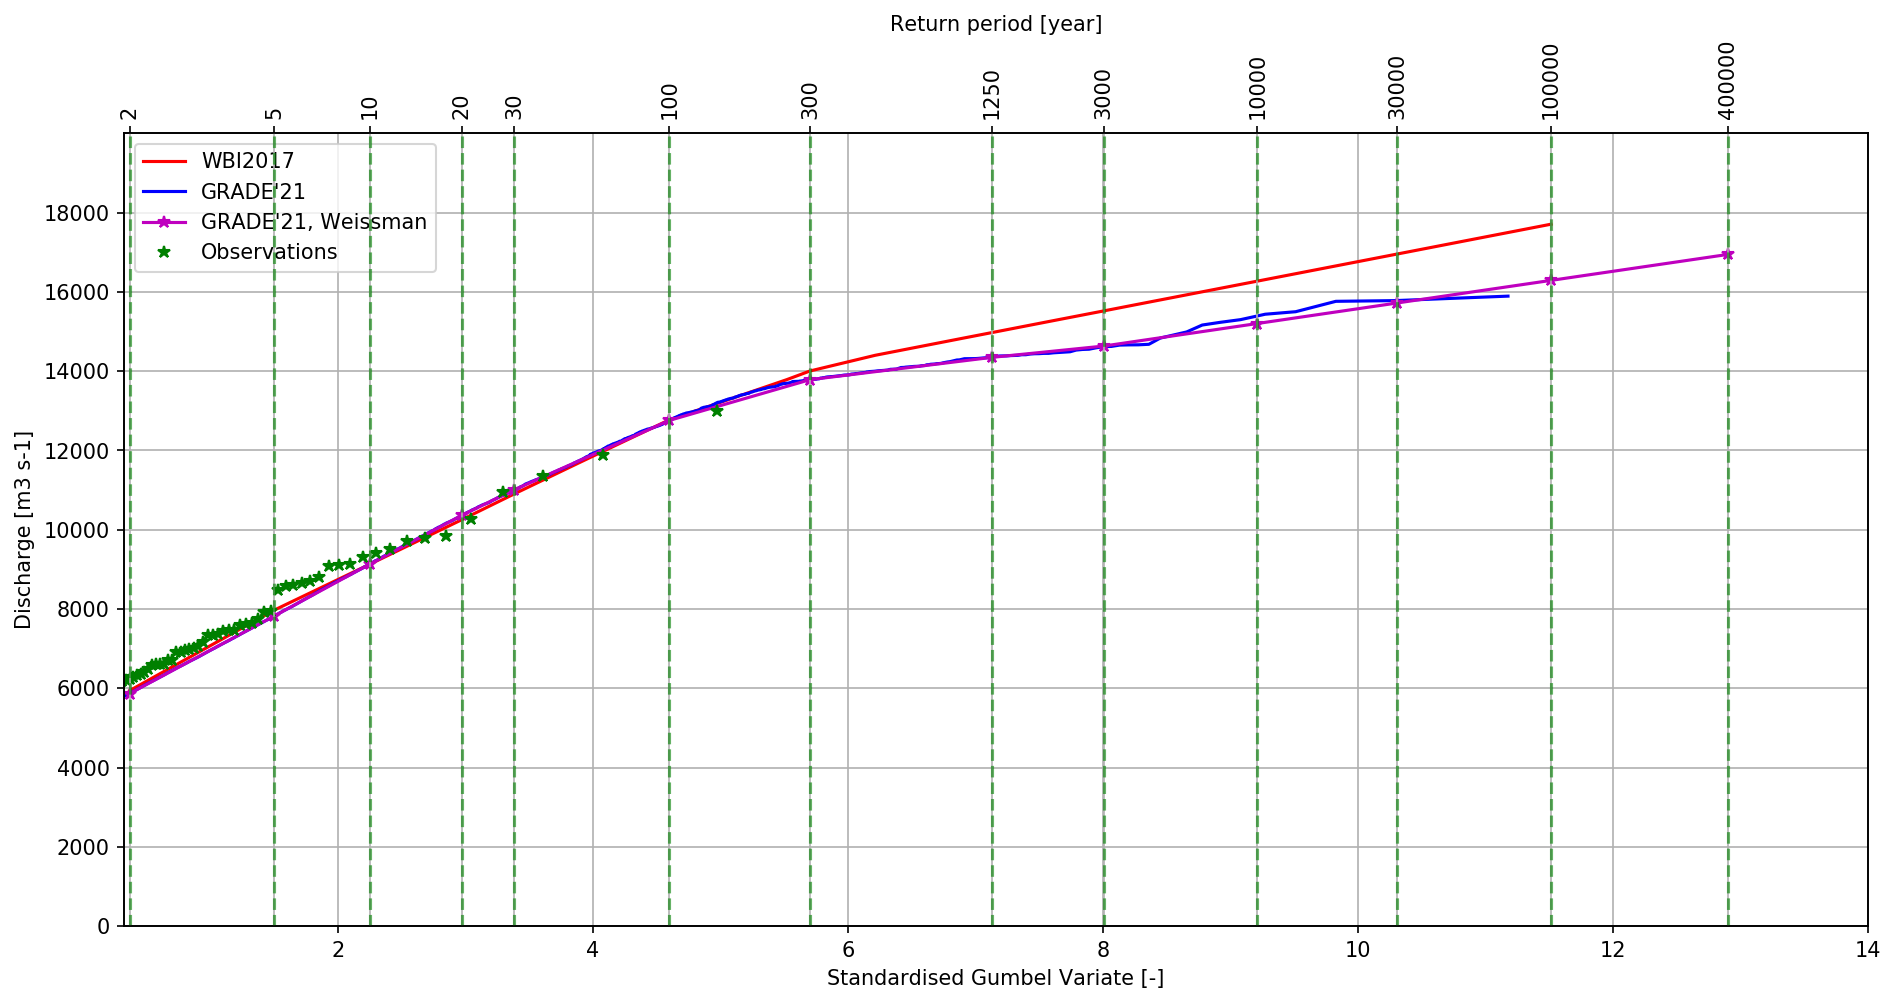 Return period [year]
2 5 10 20 30 100 300 1250 3000 10000 30000 100000 400000
WBI2017
GRADE'21
GRADE'21, Weissman
Observations
18000
16000
14000
12000
10000
8000
6000
4000
2000
0
Discharge [m3 s-1]
2 4 6 8 10 12 14
Standardised Gumbel Variate [-]